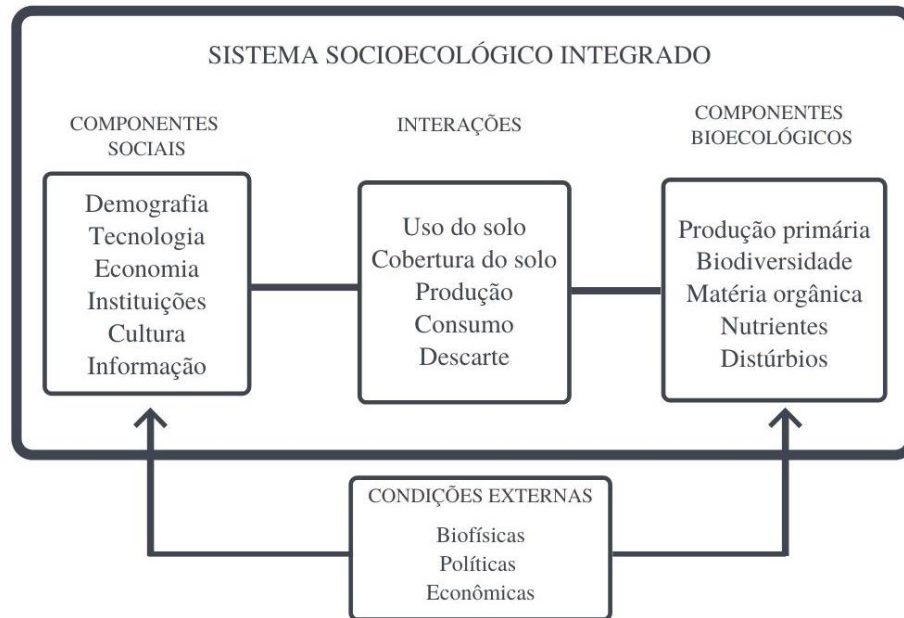 SISTEMA SOCIOECOLÓGICO INTEGRADO
COMPONENTES
SOCIAIS
Demografia
Tecnologia
Economia
Instituições
Cultura
Informação
INTERAÇÕES
Uso do solo
Cobertura do solo
Produção
Consumo
Descarte
COMPONENTES
BIOECOLÓGICOS
Produção primária
Biodiversidade
Matéria orgânica
Nutrientes
Distúrbios
CONDIÇÕES EXTERNAS
Biofísicas
Políticas
Econômicas